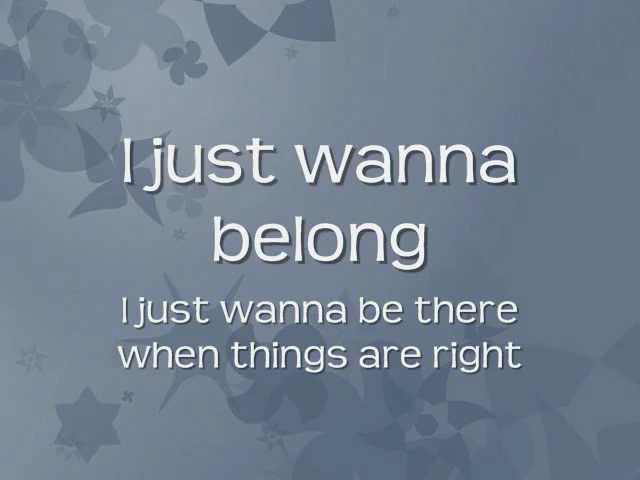 I just wanna
belong
I just wanna be there
when things are right